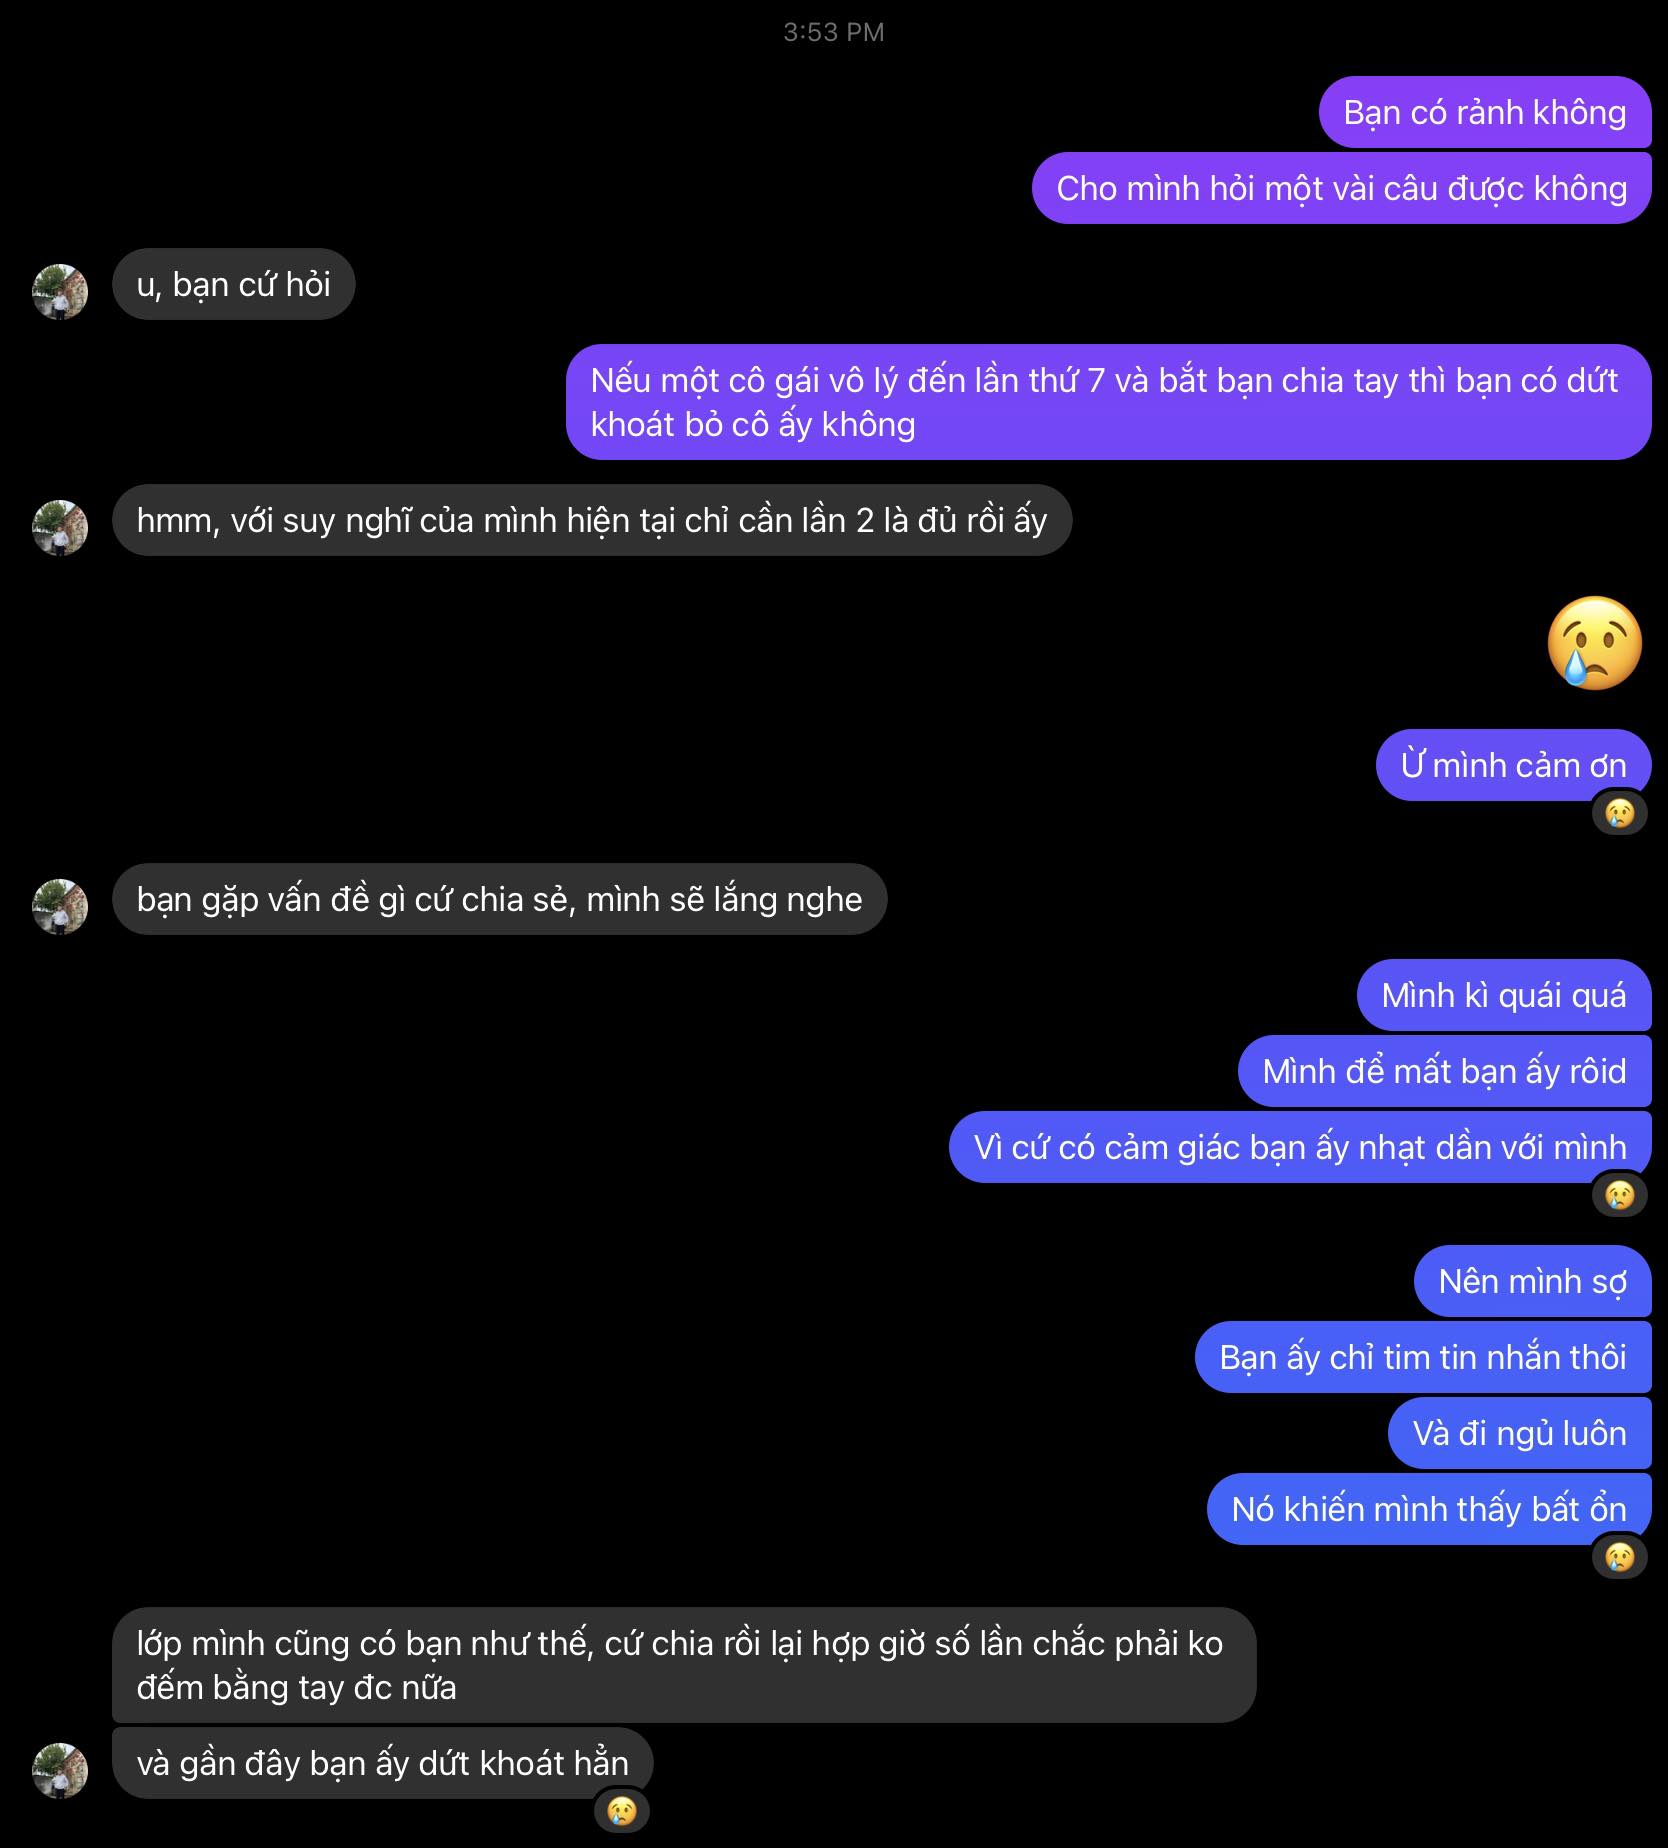 3:53 PM
Bạn có rảnh không
Cho mình hỏi một vài câu được không
u, bạn cứ hỏi
Nếu một cô gái vô lý đến lần thứ 7 và bắt bạn chia tay thì bạn có dứt
khoát bỏ cô ấy không
hmm, với suy nghĩ của mình hiện tại chỉ cần lần 2 là đủ rồi ấy
Ừ mình cảm ơn
bạn gặp vấn đề gì cứ chia sẻ, mình sẽ lắng nghe
Mình kì quái quá
Mình để mất bạn ấy rôid
Vì cứ có cảm giác bạn ấy nhạt dần với mình
Nên mình sợ
Bạn ấy chỉ tim tin nhắn thôi
Và đi ngủ luôn
Nó khiến mình thấy bất ổn
lớp mình cũng có bạn như thế, cứ chia rồi lại hợp giờ số lần chắc phải ko
đếm bằng tay đc nữa
và gần đây bạn ấy dứt khoát hẳn